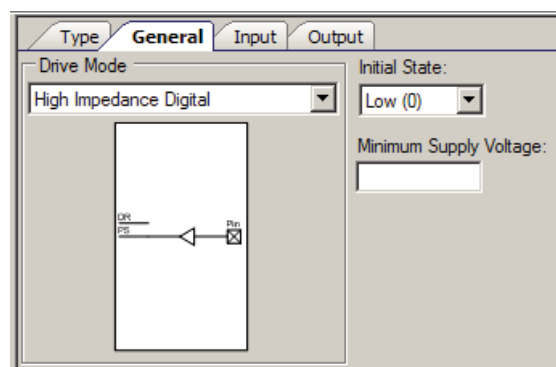 Type General Input Output
Drive Mode
Initial State:
High Impedance Digital
Low (0)
Minimum Supply Voltage:
DR
PS
Pin